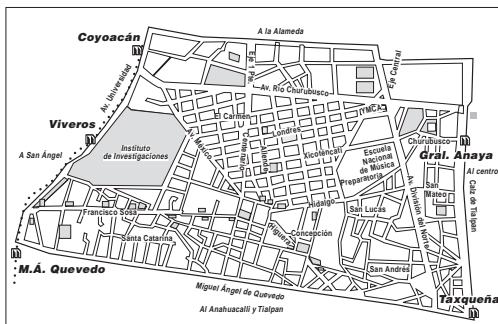 A la Alameda
Coyoacán
Eje 1 Pte.
Eje Central
Av. Universidad
Av. Río Churubusco
El Carmen
YMCA
Londres
Viveros
Av. México
Centenario
Allende
Xicoténcatl
Churubusco
Gral. Anaya
A San Ángel
Instituto
de Investigaciones
Escuela
Nacional
de Música
Preparatoria
Al centro
San
Mateo
Hidalgo
San Lucas
Av. División del Norte
Calz de Tlalpan
Francisco Sosa
Santa Catarina
Higuera
Concepción
San Andrés
M.Á. Quevedo
Miguel Ángel de Quevedo
Taxqueña
Al Anahuacalli y Tlalpan